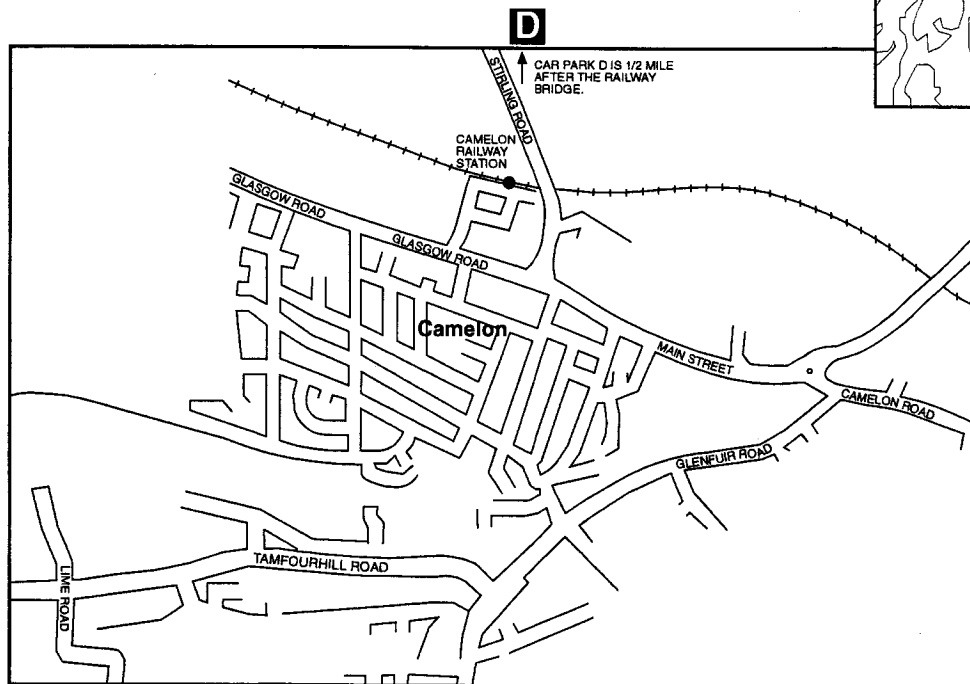 D
CAR PARK D IS 1/2 MILE
AFTER THE RAILWAY
BRIDGE.
STIRLING ROAD
CAMELON
RAILWAY
STATION
GLASGOW ROAD
GLASGOW ROAD
Camelon
MAIN STREET
CAMELON ROAD
GLENFUIR ROAD
TAMFOURHILL ROAD
LIME ROAD